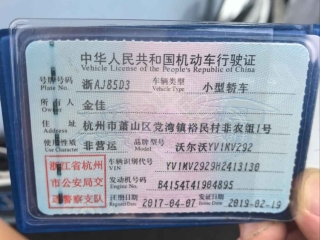 中华人民共和国机动车行驶证
Vehicle License of the People's Republic of China
号牌号码 浙AJ85D3 车辆类型 小型轿车
Plate No. Vehicle Type
所有人 金佳
Owner
住址 杭州市萧山区党湾镇裕民村非农第1号
Address
使用性质 非营运 品牌型号 沃尔沃YV1MV292
Use Character Model
浙江省杭州市公安局交通警察支队
车辆识别代号 YV1MV2929H2413130
VIN
发动机号码 B4154T41904895
Engine No.
注册日期 2017-04-07 发证日期 2019-02-19
Register Date Issue Date